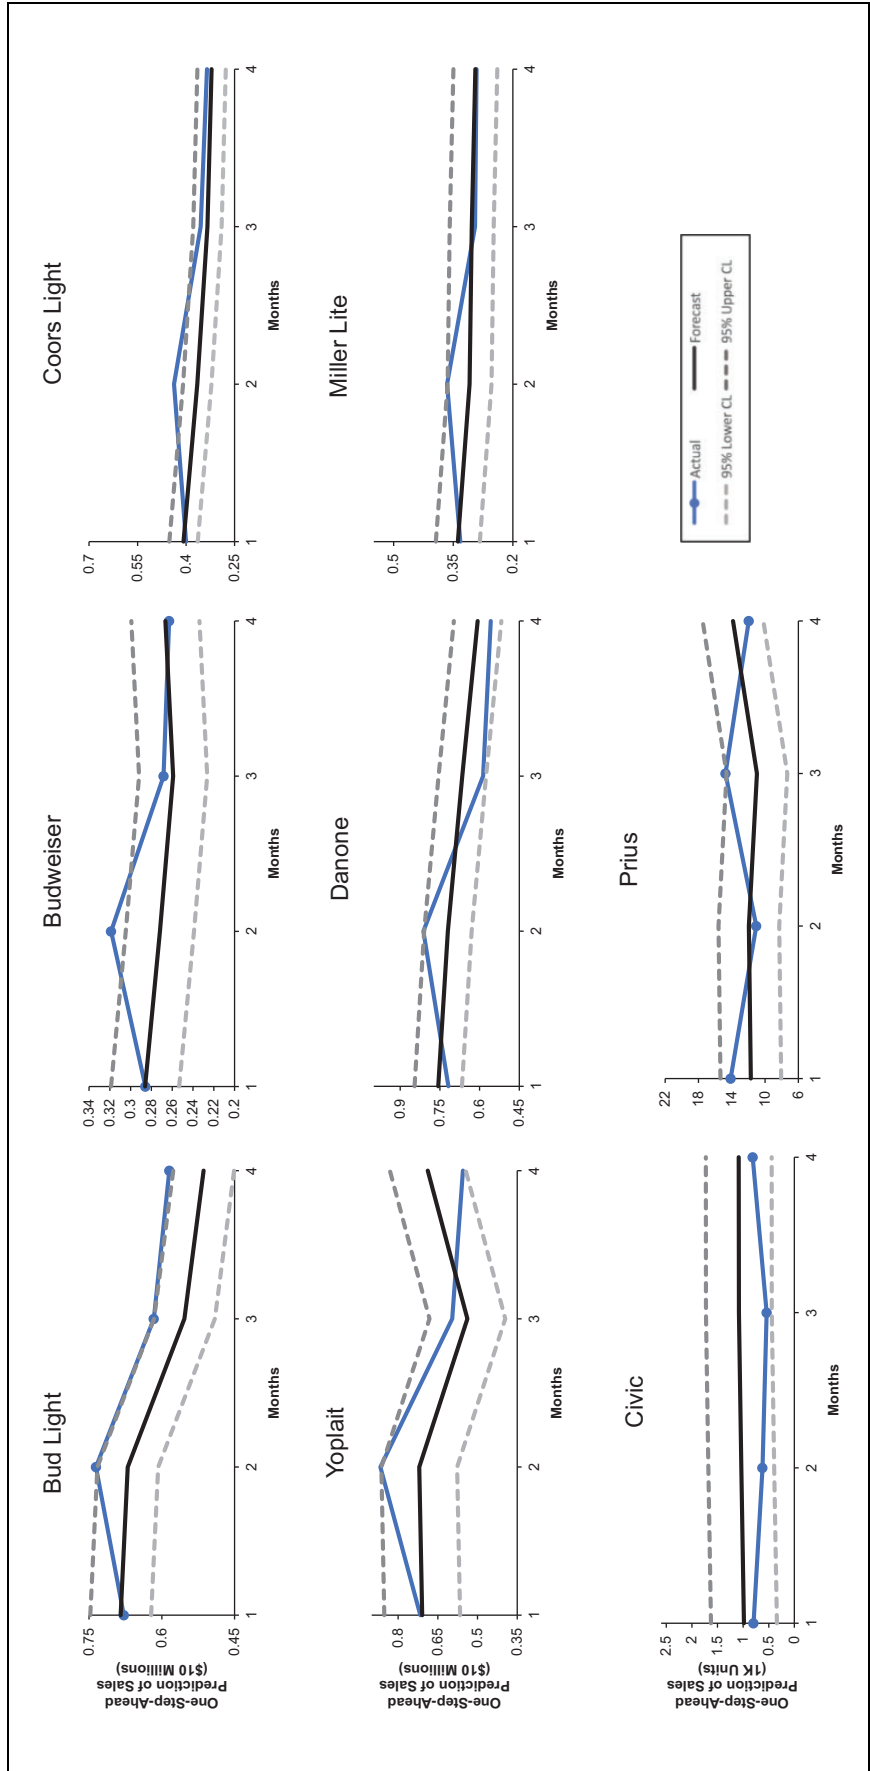 Bud Light
One-Step-Ahead
Prediction of Sales
($10 Millions)
0.75
0.6
0.45
1
2
3
4
Months
Budweiser
0.34
0.32
0.3
0.28
0.26
0.24
0.22
0.2
1
2
3
4
Months
Coors Light
0.7
0.55
0.4
0.25
1
2
3
4
Months
Yoplait
One-Step-Ahead
Prediction of Sales
($10 Millions)
0.8
0.65
0.5
0.35
1
2
3
4
Months
Danone
0.9
0.75
0.6
0.45
1
2
3
4
Months
Miller Lite
0.5
0.35
0.2
1
2
3
4
Months
Civic
One-Step-Ahead
Prediction of Sales
(1K Units)
2.5
2
1.5
1
0.5
0
1
2
3
4
Months
Prius
22
18
14
10
6
1
2
3
4
Months
Actual
Forecast
95% Lower CL
95% Upper CL